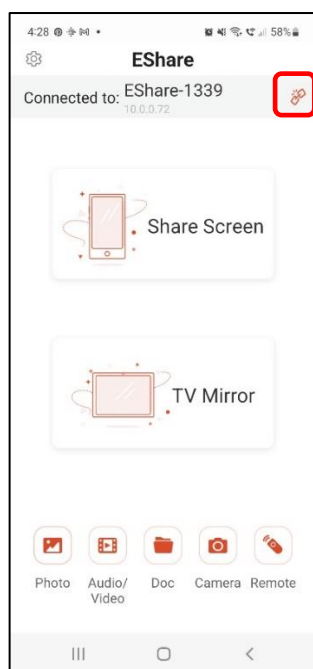 4:28
58%
EShare
Connected to: EShare-1339
10.0.0.72
Share Screen
TV Mirror
Photo Audio/ Doc Camera Remote
Video